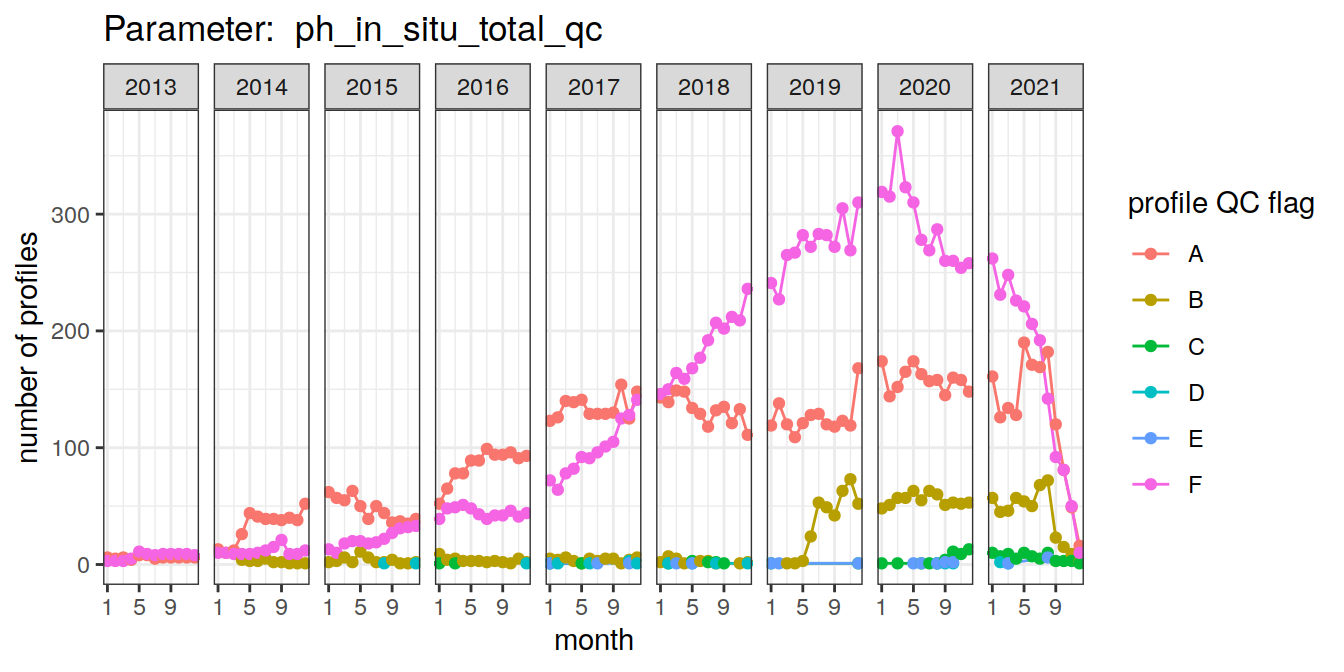 Parameter:  ph_in_situ_total_qc
2013 2014 2015 2016 2017 2018 2019 2020 2021
300
200
100
0
number of profiles
1 5 9 1 5 9 1 5 9 1 5 9 1 5 9 1 5 9 1 5 9 1 5 9 1 5 9
month
profile QC flag
A
B
C
D
E
F